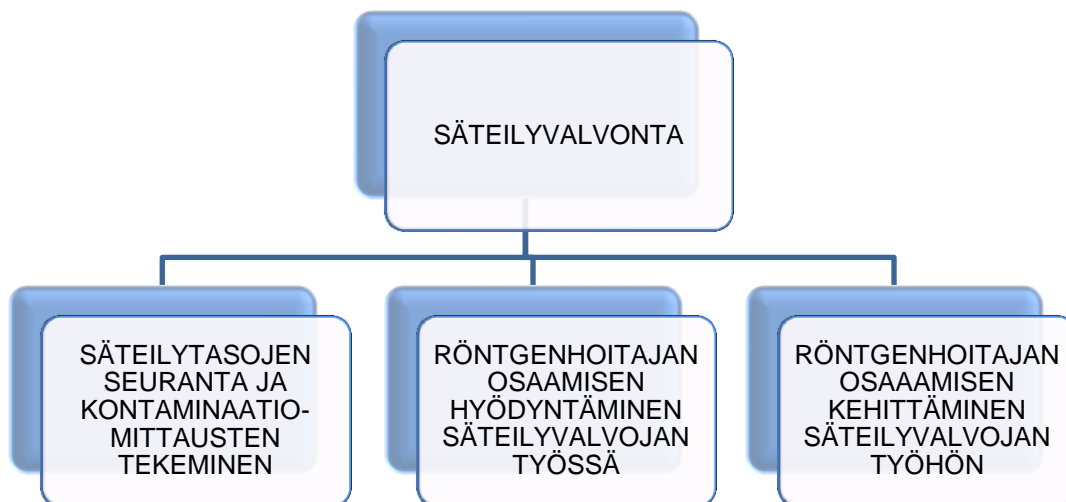 SÄTEILYVALVONTA
SÄTEILYTASOJEN
SEURANTA JA
KONTAMINAATIO-
MITTAUSTEN
TEKEMINEN
RÖNTGENHOITAJAN
OSAAMISEN
HYÖDYNTÄMINEN
SÄTEILYVALVOJAN
TYÖSSÄ
RÖNTGENHOITAJAN
OSAAAMISEN
KEHITTÄMINEN
SÄTEILYVALVOJAN
TYÖHÖN